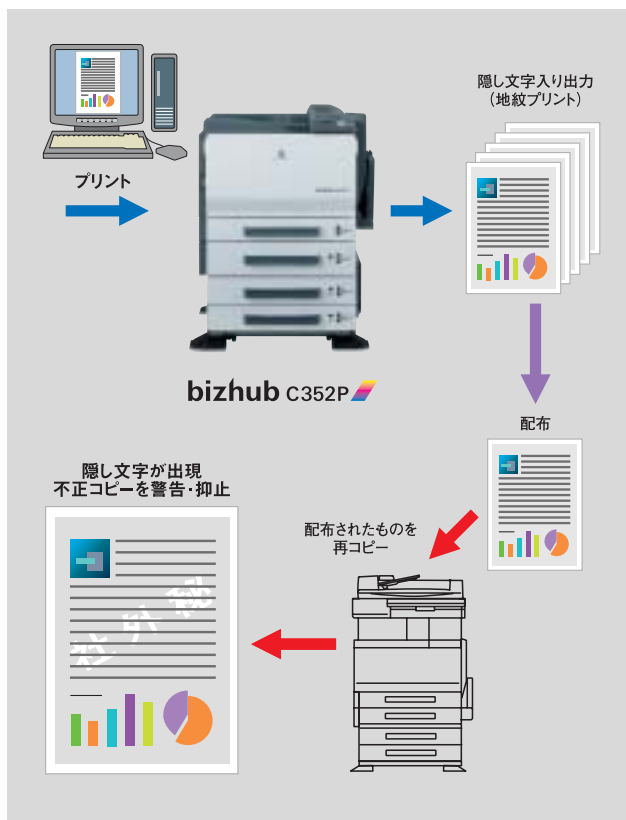 プリント
隠し文字入り出力
(地紋プリント)
bizhub C352P
配布
配布されたものを
再コピー
隠し文字が出現
不正コピーを警告・抑止
社外秘